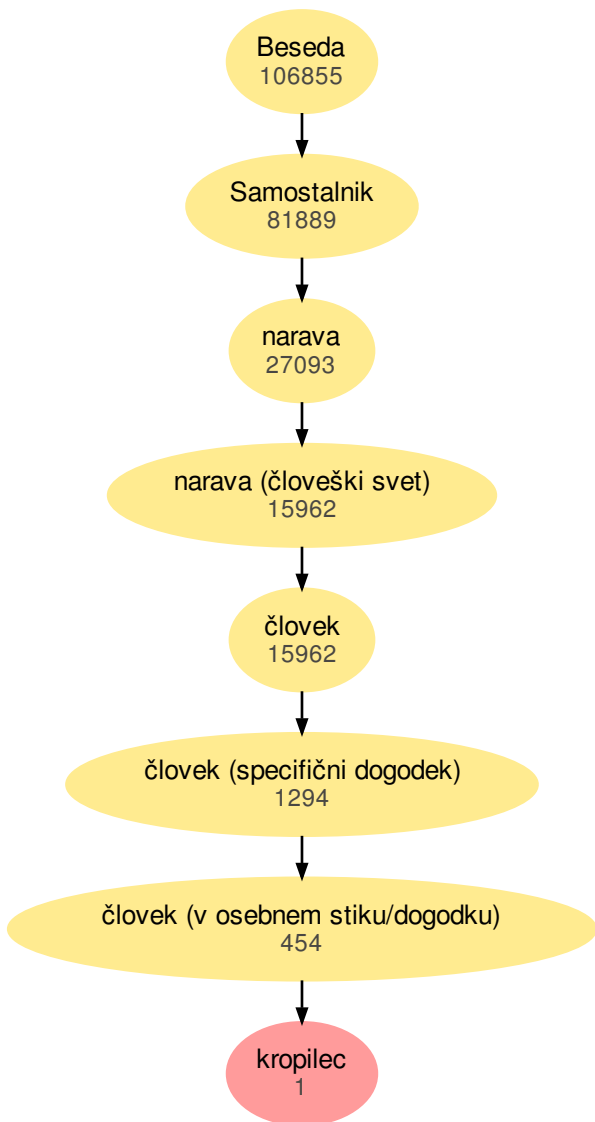 Beseda
106855
Samostalnik
81889
narava
27093
narava (človeški svet)
15962
človek
15962
človek (specifični dogodek)
1294
človek (v osebnem stiku/dogodku)
454
kropilec
1